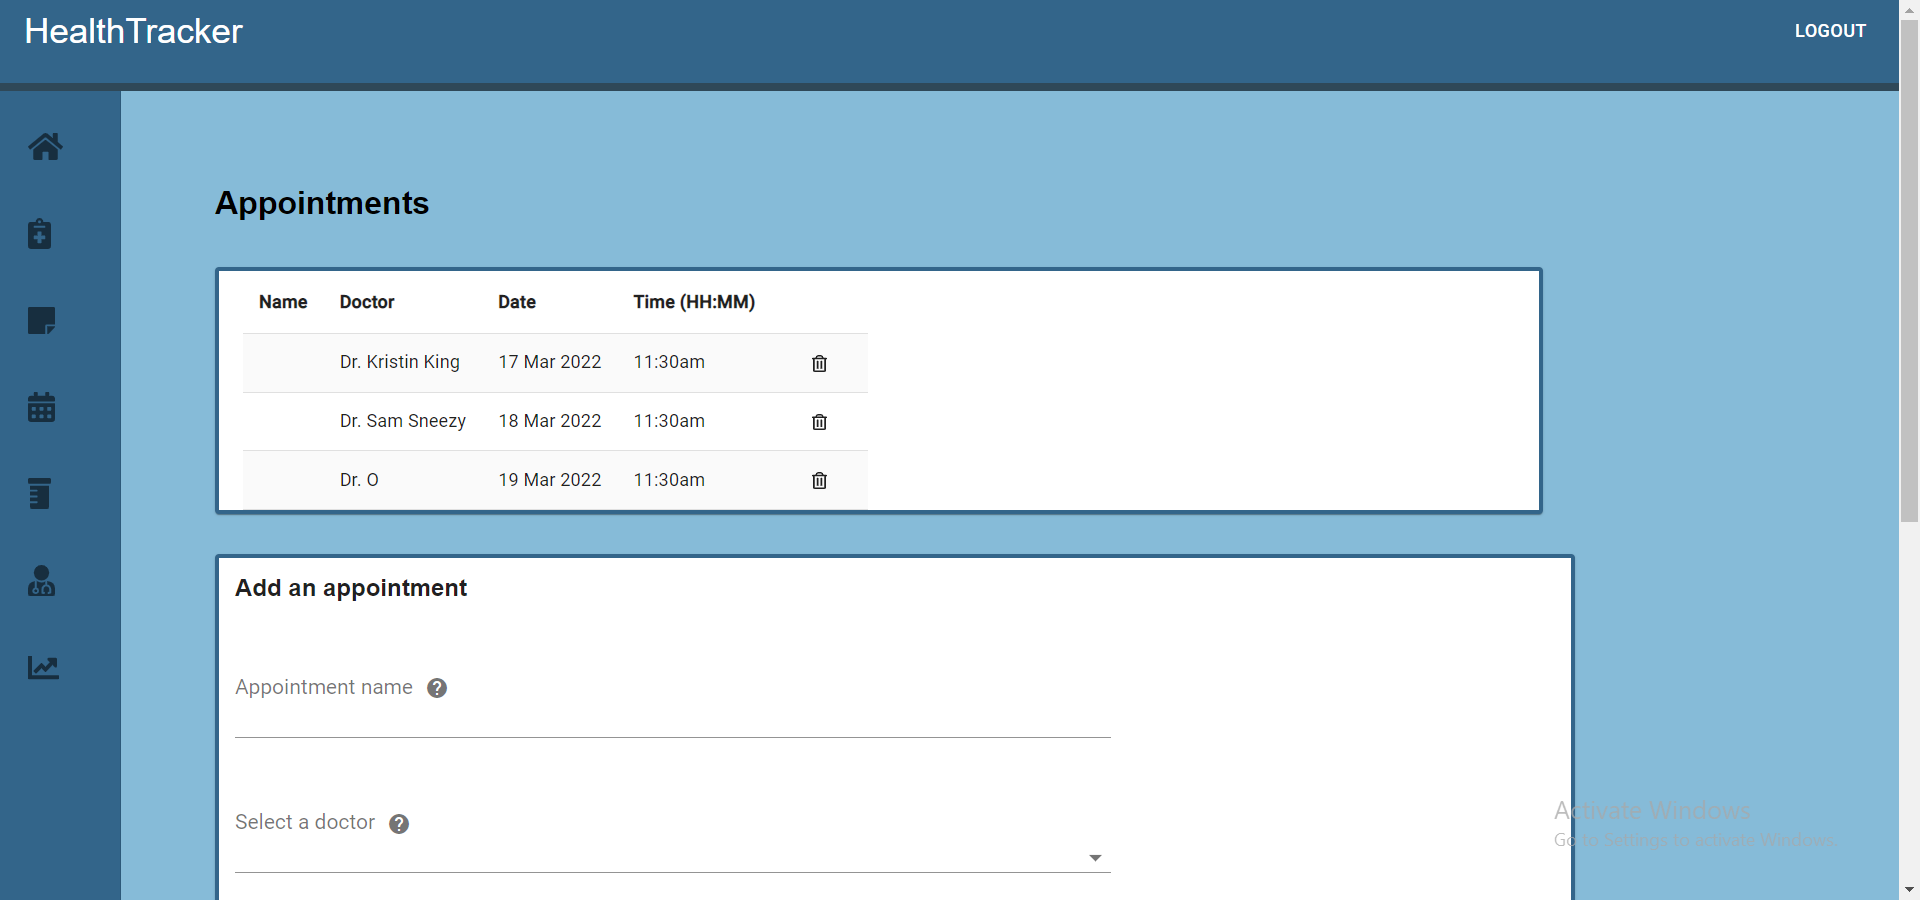 HealthTracker
LOGOUT
Appointments
Name Doctor Date Time (HH:MM)
Dr. Kristin King 17 Mar 2022 11:30am
Dr. Sam Sneezy 18 Mar 2022 11:30am
Dr. O 19 Mar 2022 11:30am
Add an appointment
Appointment name ?
Select a doctor ?
Activate Windows
Go to Settings to activate Windows.